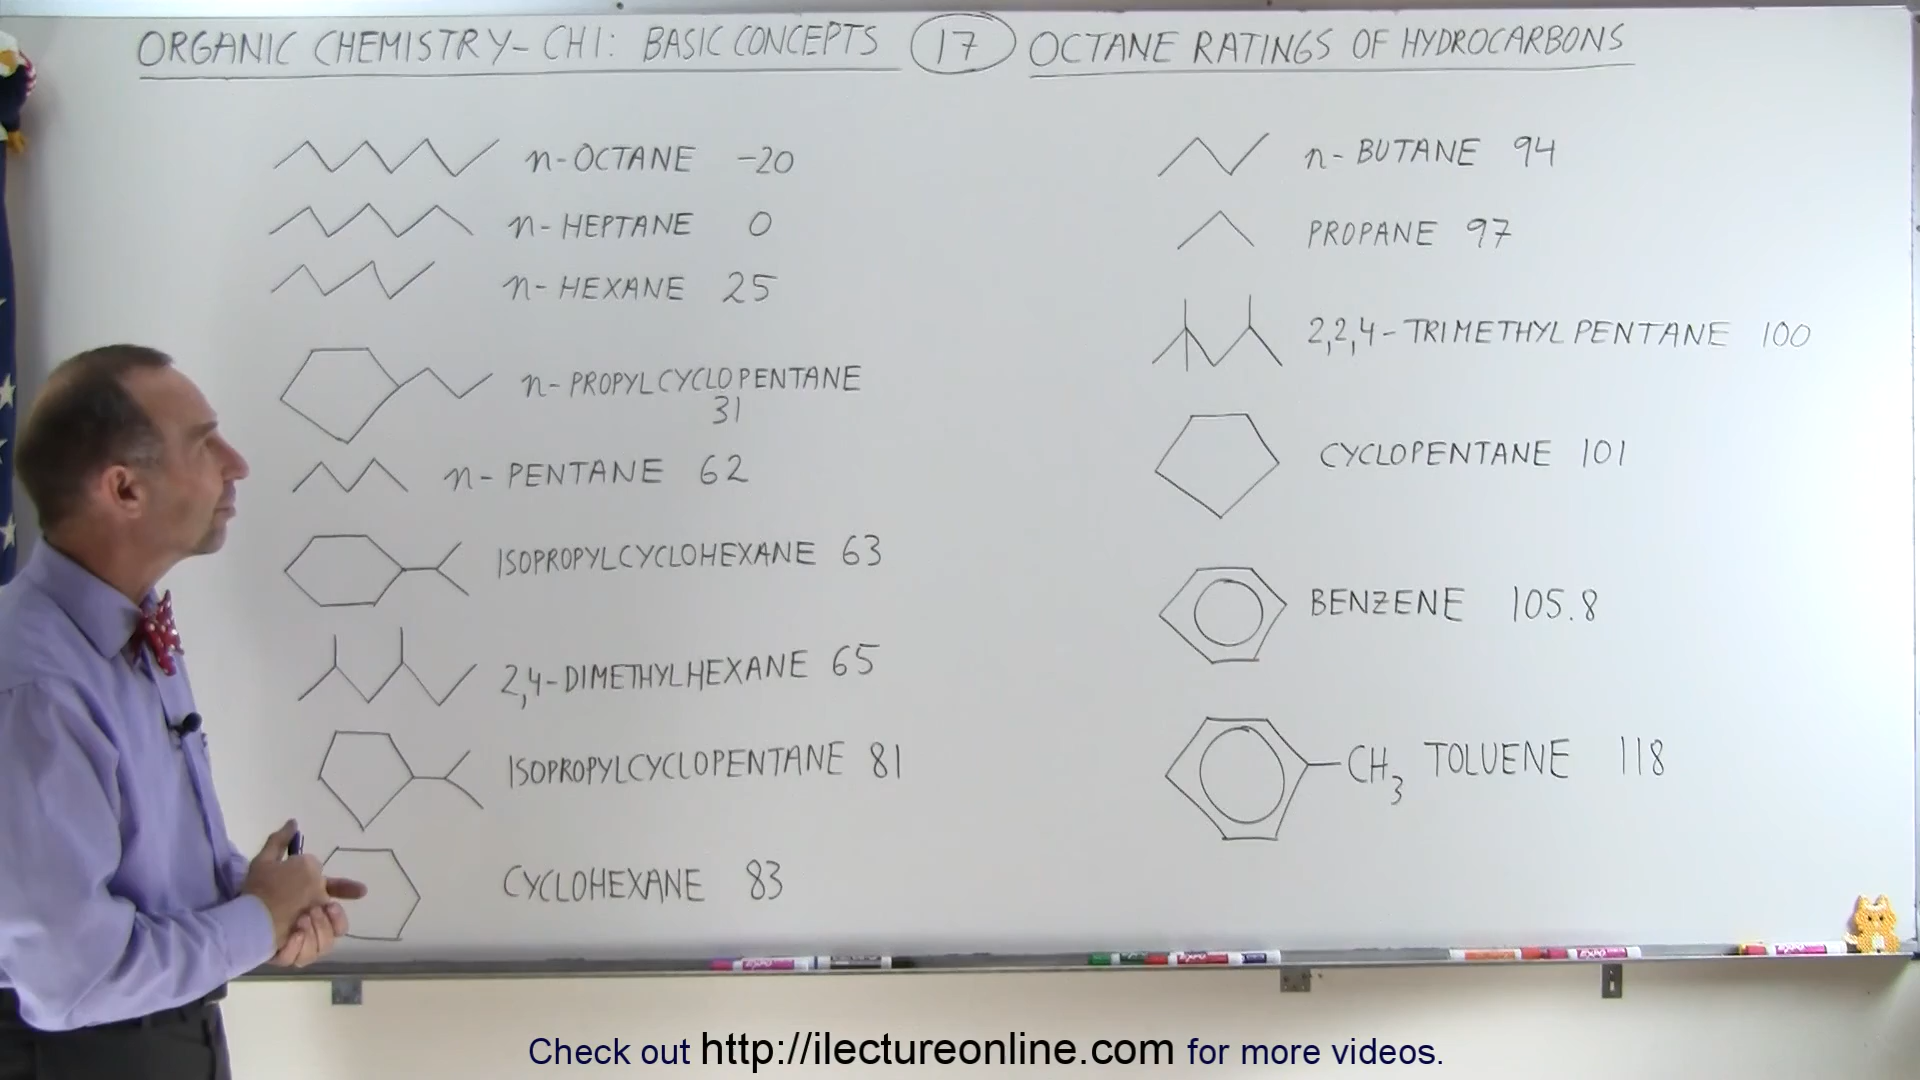 ORGANIC CHEMISTRY – CH1: BASIC CONCEPTS 17 OCTANE RATINGS OF HYDROCARBONS
n-OCTANE -20
n-HEPTANE 0
n-HEXANE 25
n-PROPYLCYCLOPENTANE
31
n-PENTANE 62
ISOPROPYLCYCLOHEXANE 63
2,4-DIMETHYLHEXANE 65
ISOPROPYLCYCLOPENTANE 81
CYCLOHEXANE 83
n-BUTANE 94
PROPANE 97
2,2,4-TRIMETHYLPENTANE 100
CYCLOPENTANE 101
BENZENE 105.8
CH3 TOLUENE 118
Check out http://ilectureonline.com for more videos.